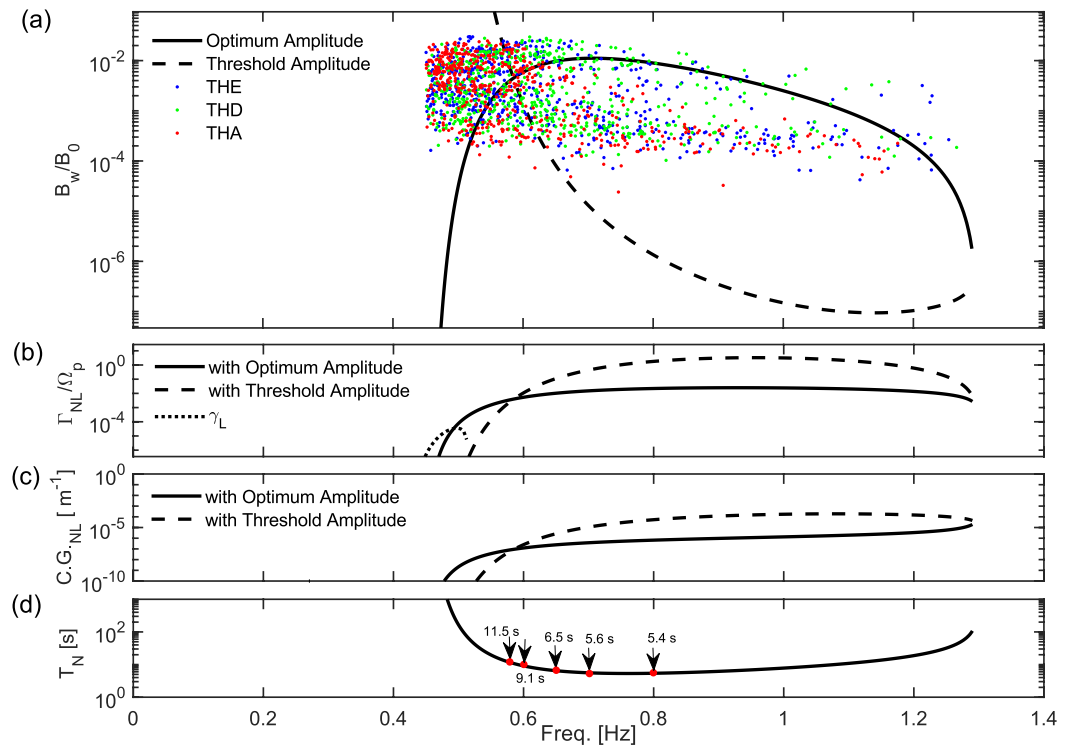 (a)
Optimum Amplitude
Threshold Amplitude
THE
THD
THA
10^-2
10^-4
10^-6
B_w/B_0
(b)
with Optimum Amplitude
with Threshold Amplitude
γ_L
10^0
10^-4
Γ_NL/Ω_p
(c)
with Optimum Amplitude
with Threshold Amplitude
10^0
10^-5
10^-10
C.G._NL [ m^-1]
(d)
11.5 s
9.1 s
6.5 s
5.6 s
5.4 s
10^2
10^0
T_N [s]
0 0.2 0.4 0.6 0.8 1 1.2 1.4
Freq. [Hz]